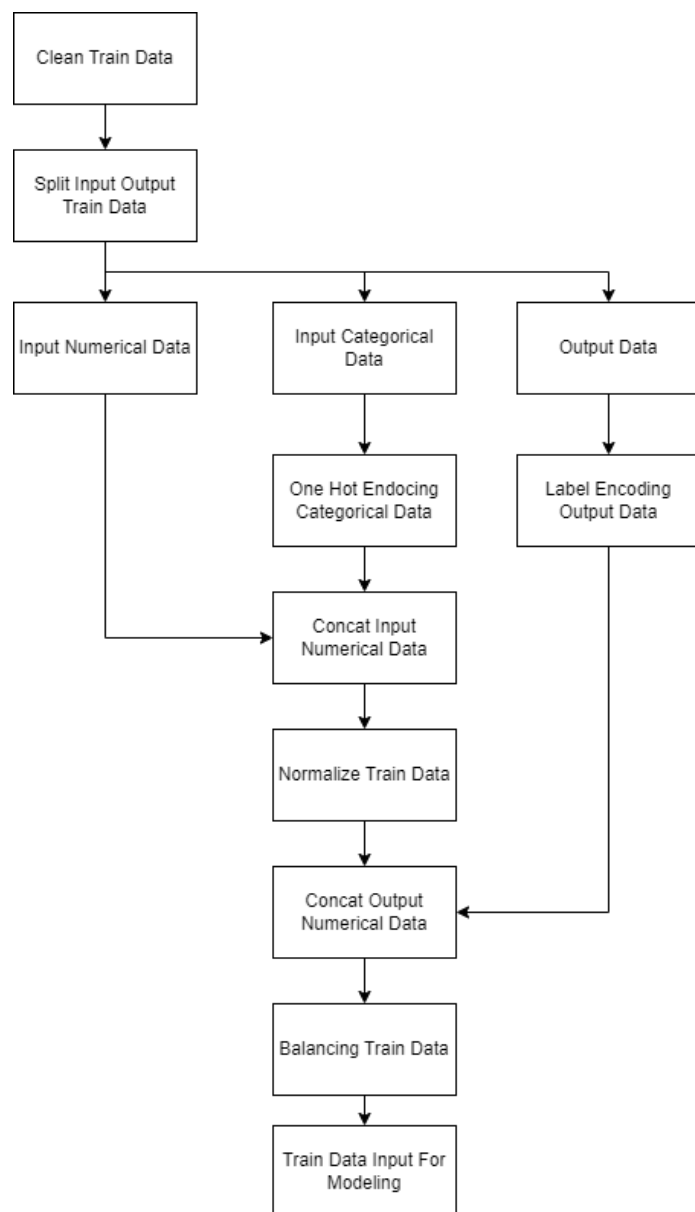 Clean Train Data
Split Input Output
Train Data
Input Numerical Data
Input Categorical
Data
Output Data
One Hot Endocing
Categorical Data
Label Encoding
Output Data
Concat Input
Numerical Data
Normalize Train Data
Concat Output
Numerical Data
Balancing Train Data
Train Data Input For
Modeling